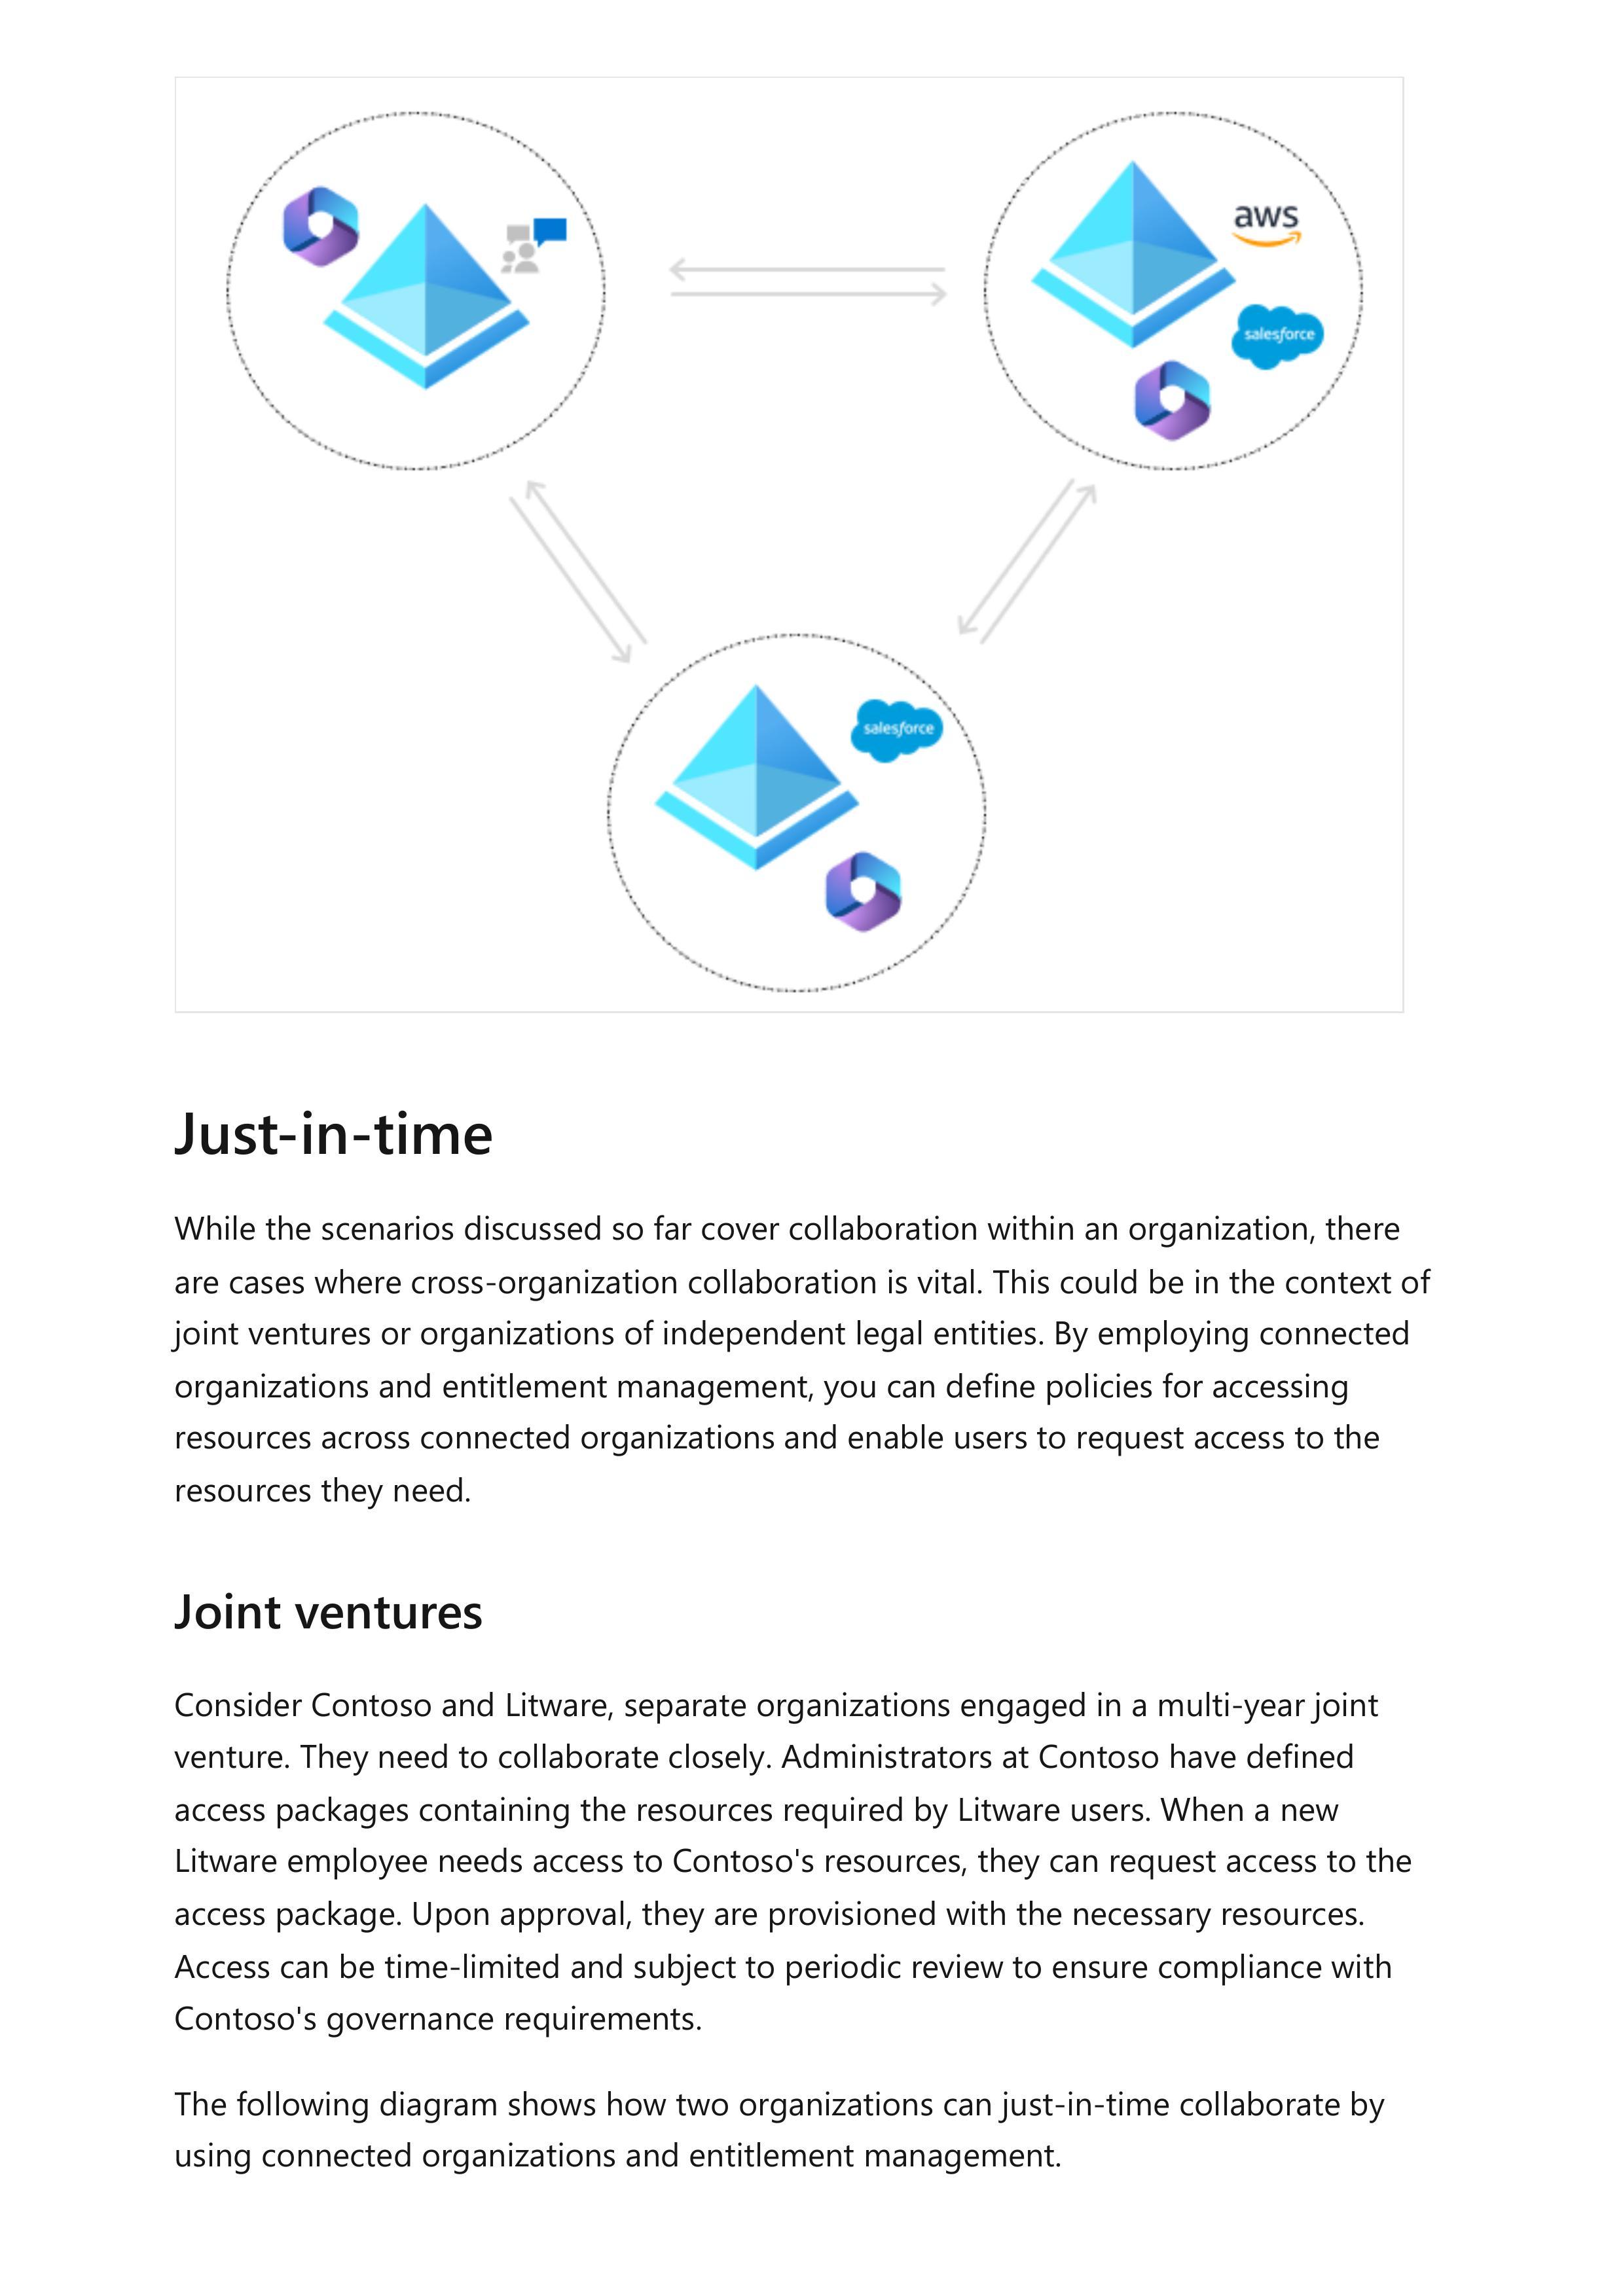 aws
salesforce
salesforce
Just-in-time
While the scenarios discussed so far cover collaboration within an organization, there
are cases where cross-organization collaboration is vital. This could be in the context of
joint ventures or organizations of independent legal entities. By employing connected
organizations and entitlement management, you can define policies for accessing
resources across connected organizations and enable users to request access to the
resources they need.
Joint ventures
Consider Contoso and Litware, separate organizations engaged in a multi-year joint
venture. They need to collaborate closely. Administrators at Contoso have defined
access packages containing the resources required by Litware users. When a new
Litware employee needs access to Contoso's resources, they can request access to the
access package. Upon approval, they are provisioned with the necessary resources.
Access can be time-limited and subject to periodic review to ensure compliance with
Contoso's governance requirements.
The following diagram shows how two organizations can just-in-time collaborate by
using connected organizations and entitlement management.